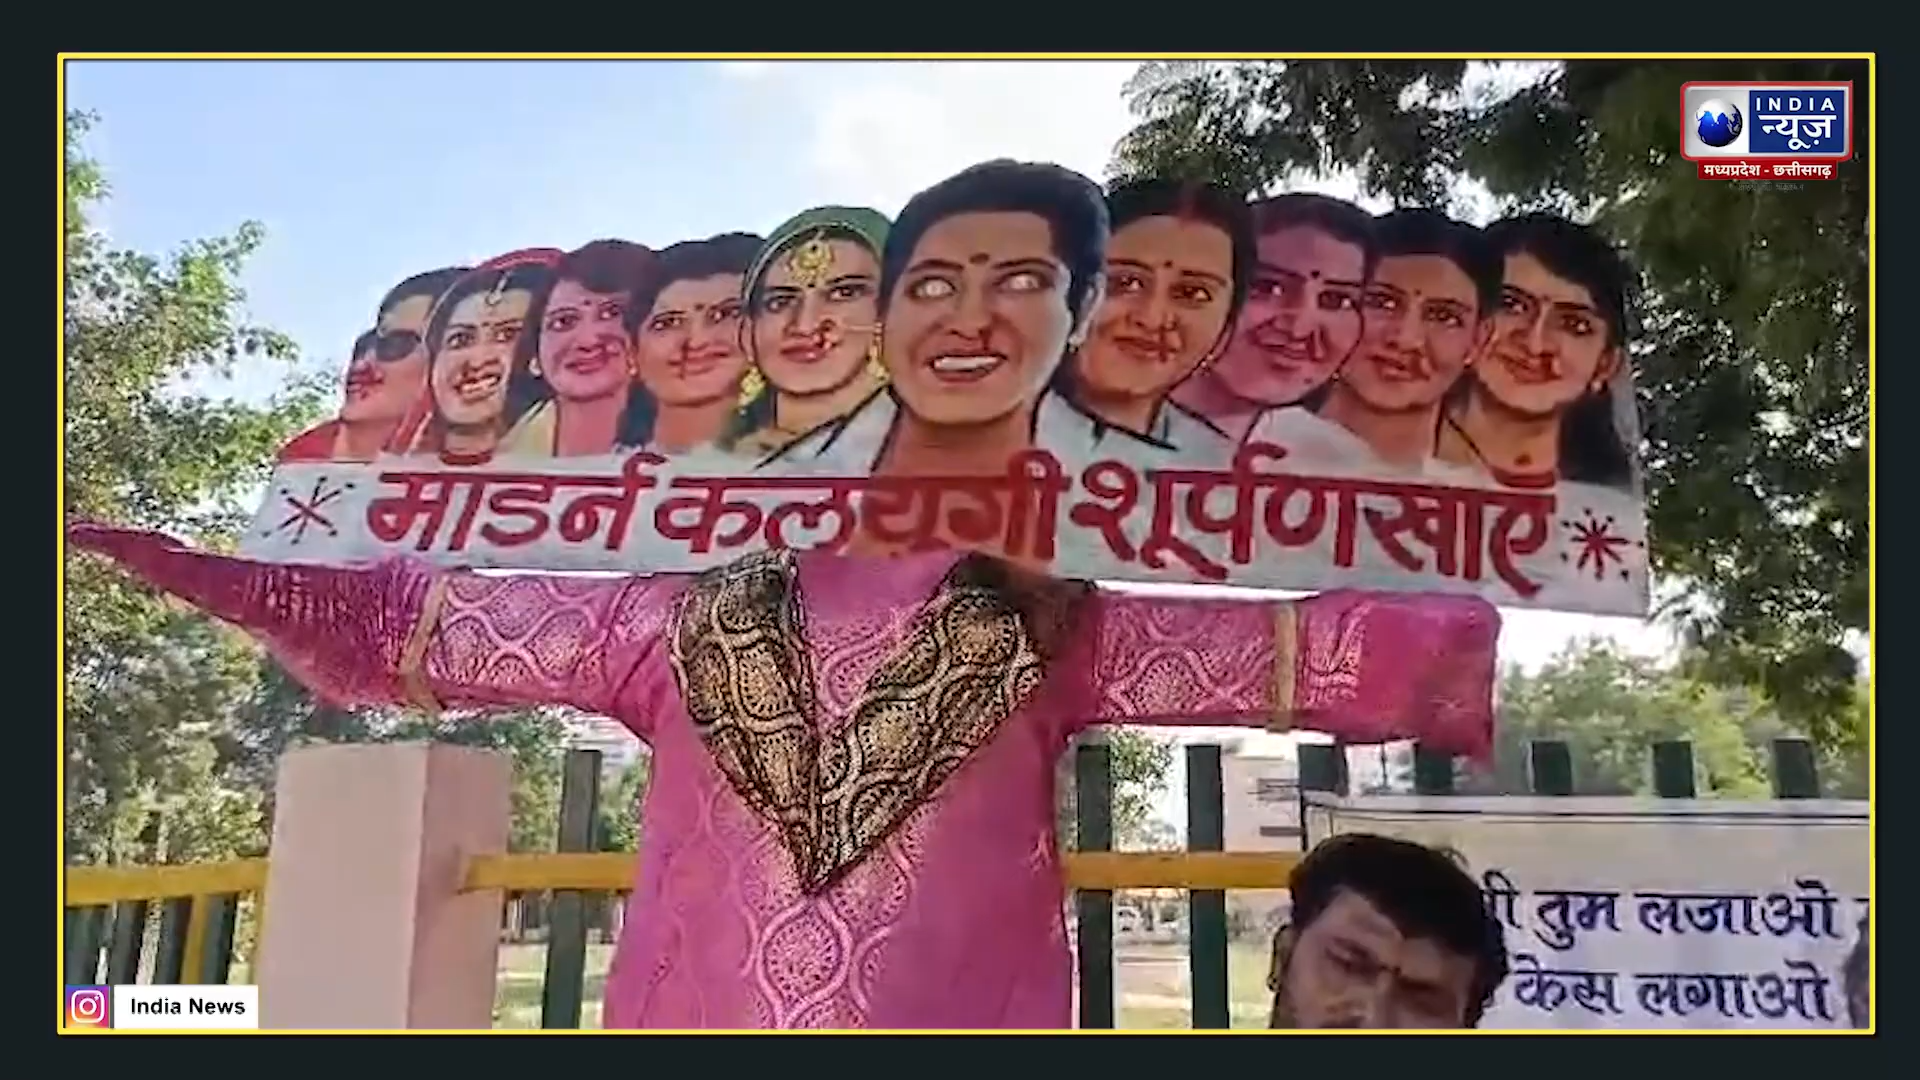 INDIA
न्यूज़
मध्यप्रदेश - छत्तीसगढ़
मॉडर्न कलयुगी शूर्पणखाएँ
तुम लजाओ
केस लगाओ
India News